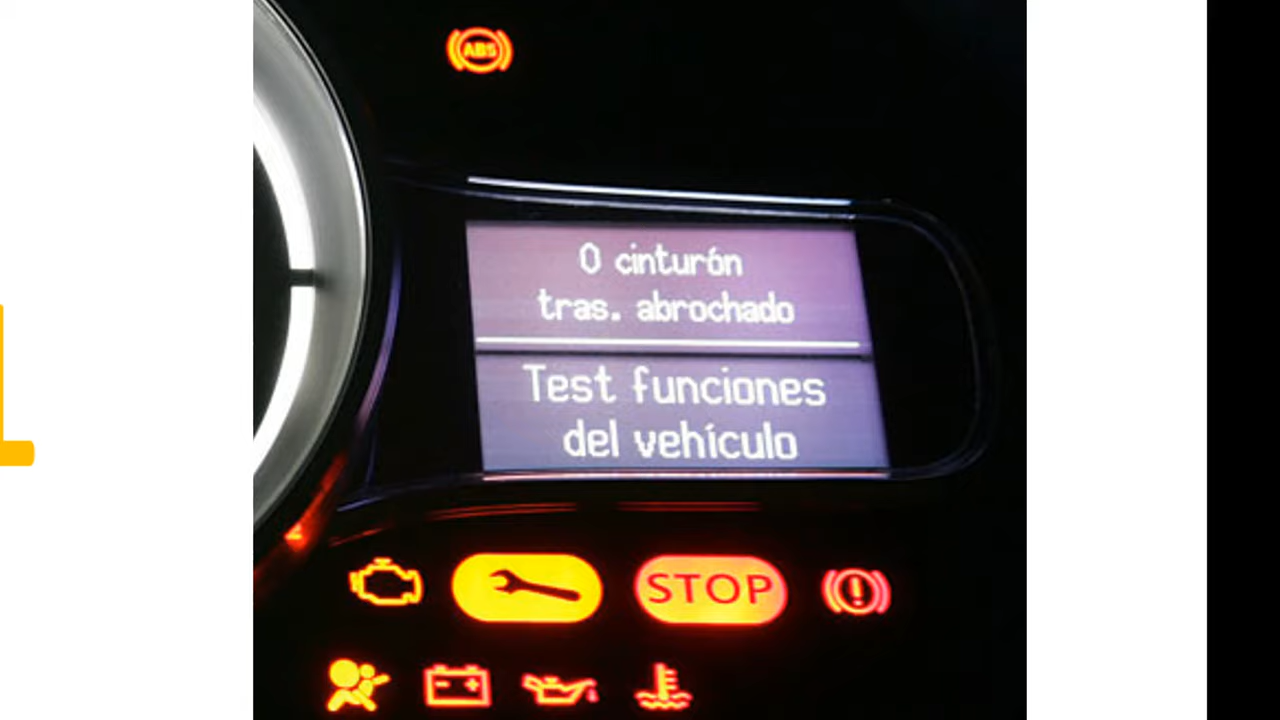 ABS
0 cinturón
tras. abrochado
Test funciones
del vehículo
STOP